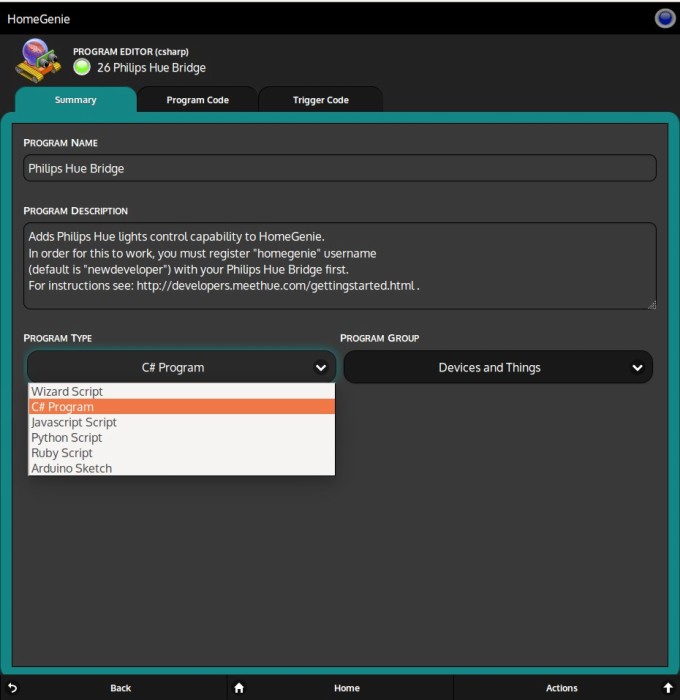 HomeGenie
PROGRAM EDITOR (csharp)
26 Philips Hue Bridge
Summary
Program Code
Trigger Code
PROGRAM NAME
Philips Hue Bridge
PROGRAM DESCRIPTION
Adds Philips Hue lights control capability to HomeGenie.
In order for this to work, you must register "homegenie" username
(default is "newdeveloper") with your Philips Hue Bridge first.
For instructions see: http://developers.meethue.com/gettingstarted.html .
PROGRAM TYPE
PROGRAM GROUP
C# Program
Devices and Things
Wizard Script
C# Program
Javascript Script
Python Script
Ruby Script
Arduino Sketch
Back
Home
Actions